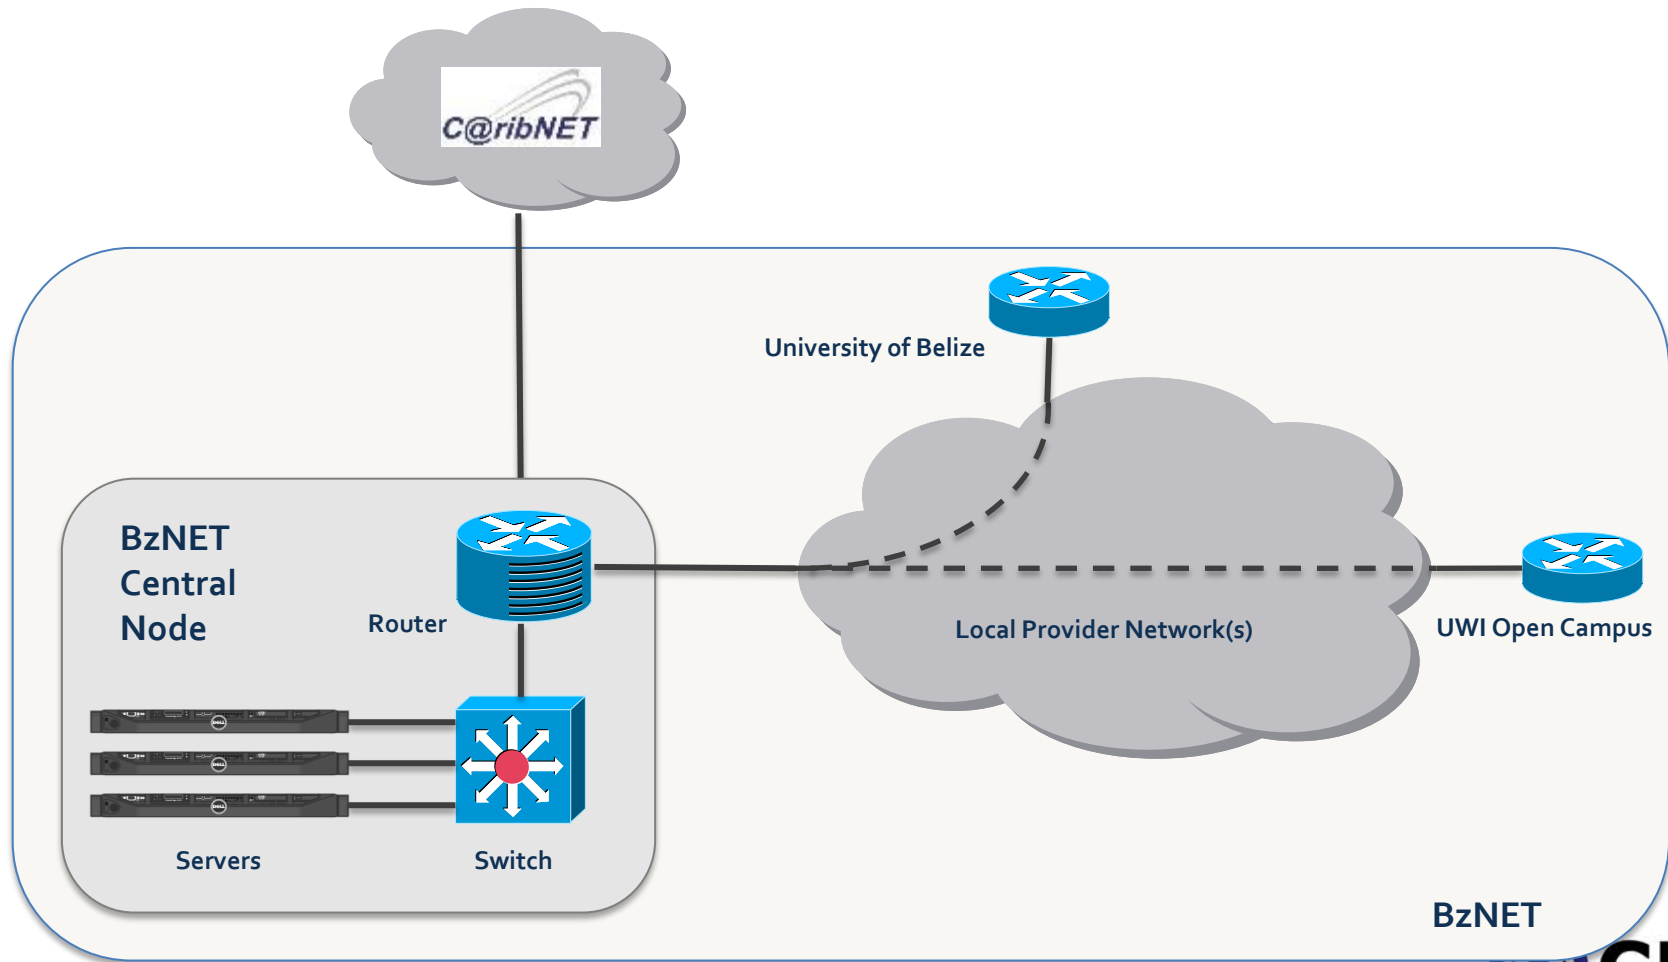 C@ribNET
University of Belize
BzNET
Central
Node
Router
Local Provider Network(s)
UWI Open Campus
Servers
Switch
BzNET